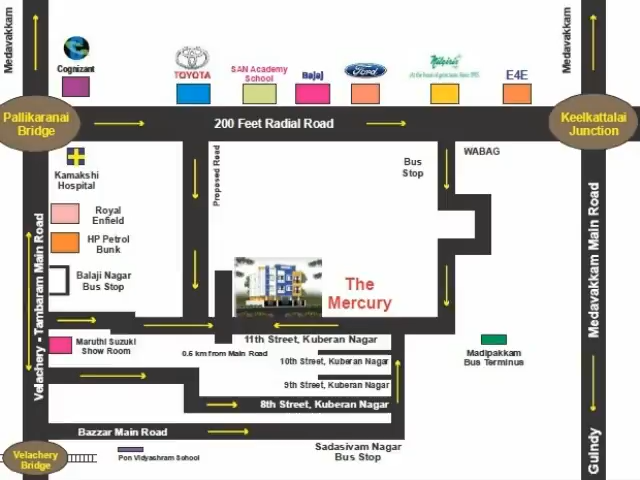 Medavakkam
Medavakkam
Cognizant
TOYOTA
SAN Academy
School
Bajaj
Ford
Nilgiri's
E4E
Pallikaranai
Bridge
200 Feet Radial Road
Keelkattalai
Junction
Kamakshi
Hospital
Proposed Road
Bus
Stop
WABAG
Royal
Enfield
HP Petrol
Bunk
Balaji Nagar
Bus Stop
Velachery - Tambaram Main Road
Medavakkam Main Road
The
Mercury
Maruthi Suzuki
Show Room
11th Street, Kuberan Nagar
0.6 km from Main Road
10th Street, Kuberan Nagar
Madipakkam
Bus Terminus
9th Street, Kuberan Nagar
8th Street, Kuberan Nagar
Bazzar Main Road
Sadasivam Nagar
Bus Stop
Velachery
Bridge
Pon Vidyashram School
Guindy